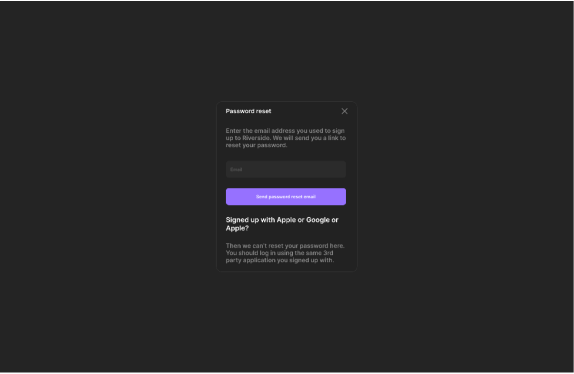 Password reset
Enter the email address you used to sign
up to Riverside. We will send you a link to
reset your password.
Email
Send password reset email
Signed up with Apple or Google or
Apple?
Then we can't reset your password here.
You should log in using the same 3rd
party application you signed up with.